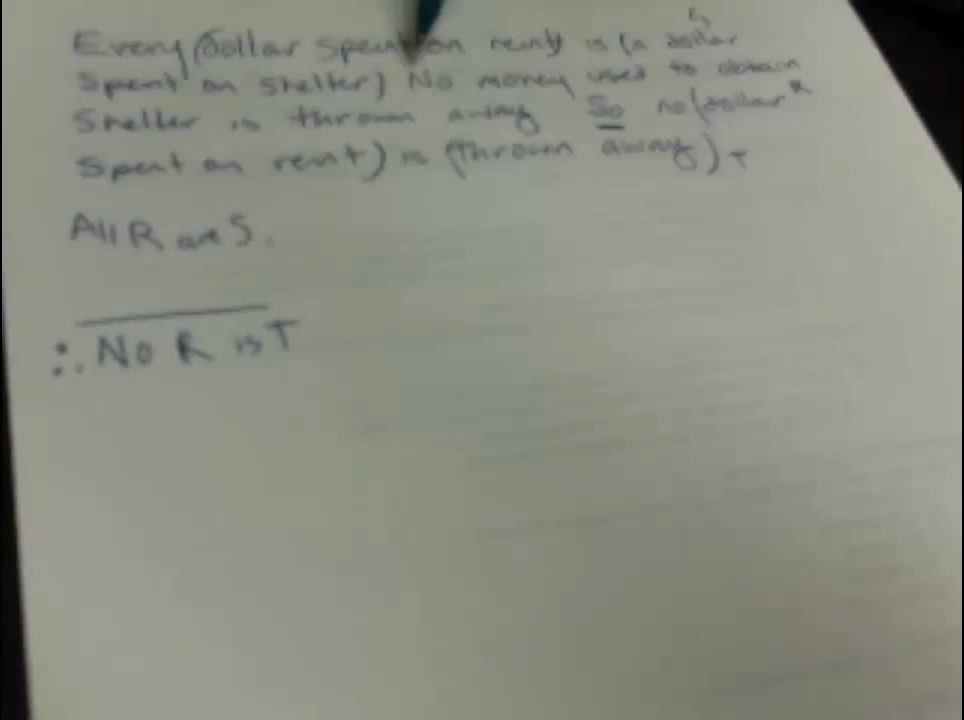 Every (Dollar spent on rent) is (a dollar S
spent on shelter) No money used to obtain
Shelter is thrown away So no (dollar R
spent on rent) is (thrown away) T
All R are S.
∴ No R is T